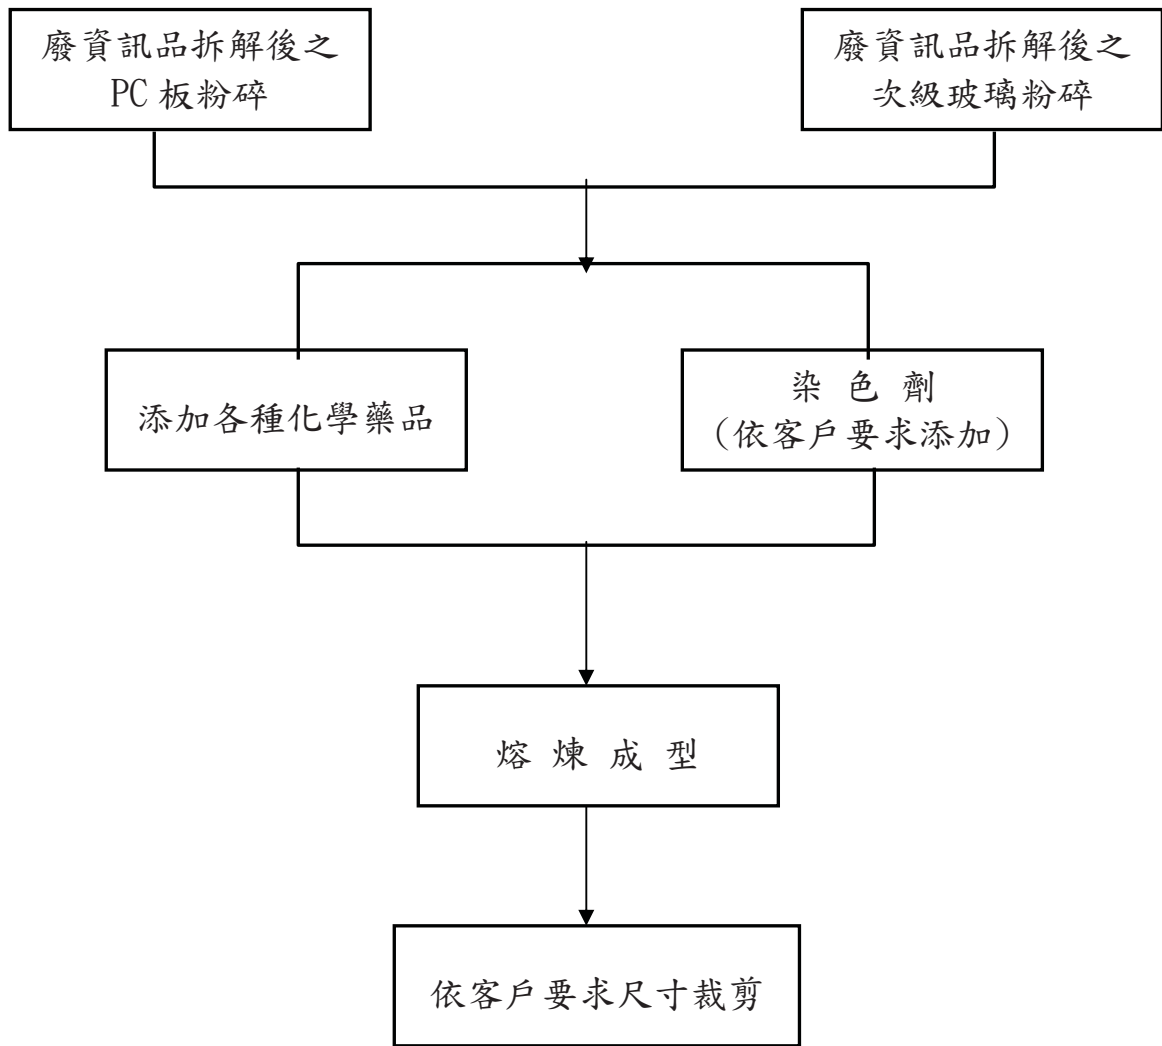 廢資訊品拆解後之
PC板粉碎
廢資訊品拆解後之
次級玻璃粉碎
添加各種化學藥品
染色劑
(依客戶要求添加)
熔煉成型
依客戶要求尺寸裁剪